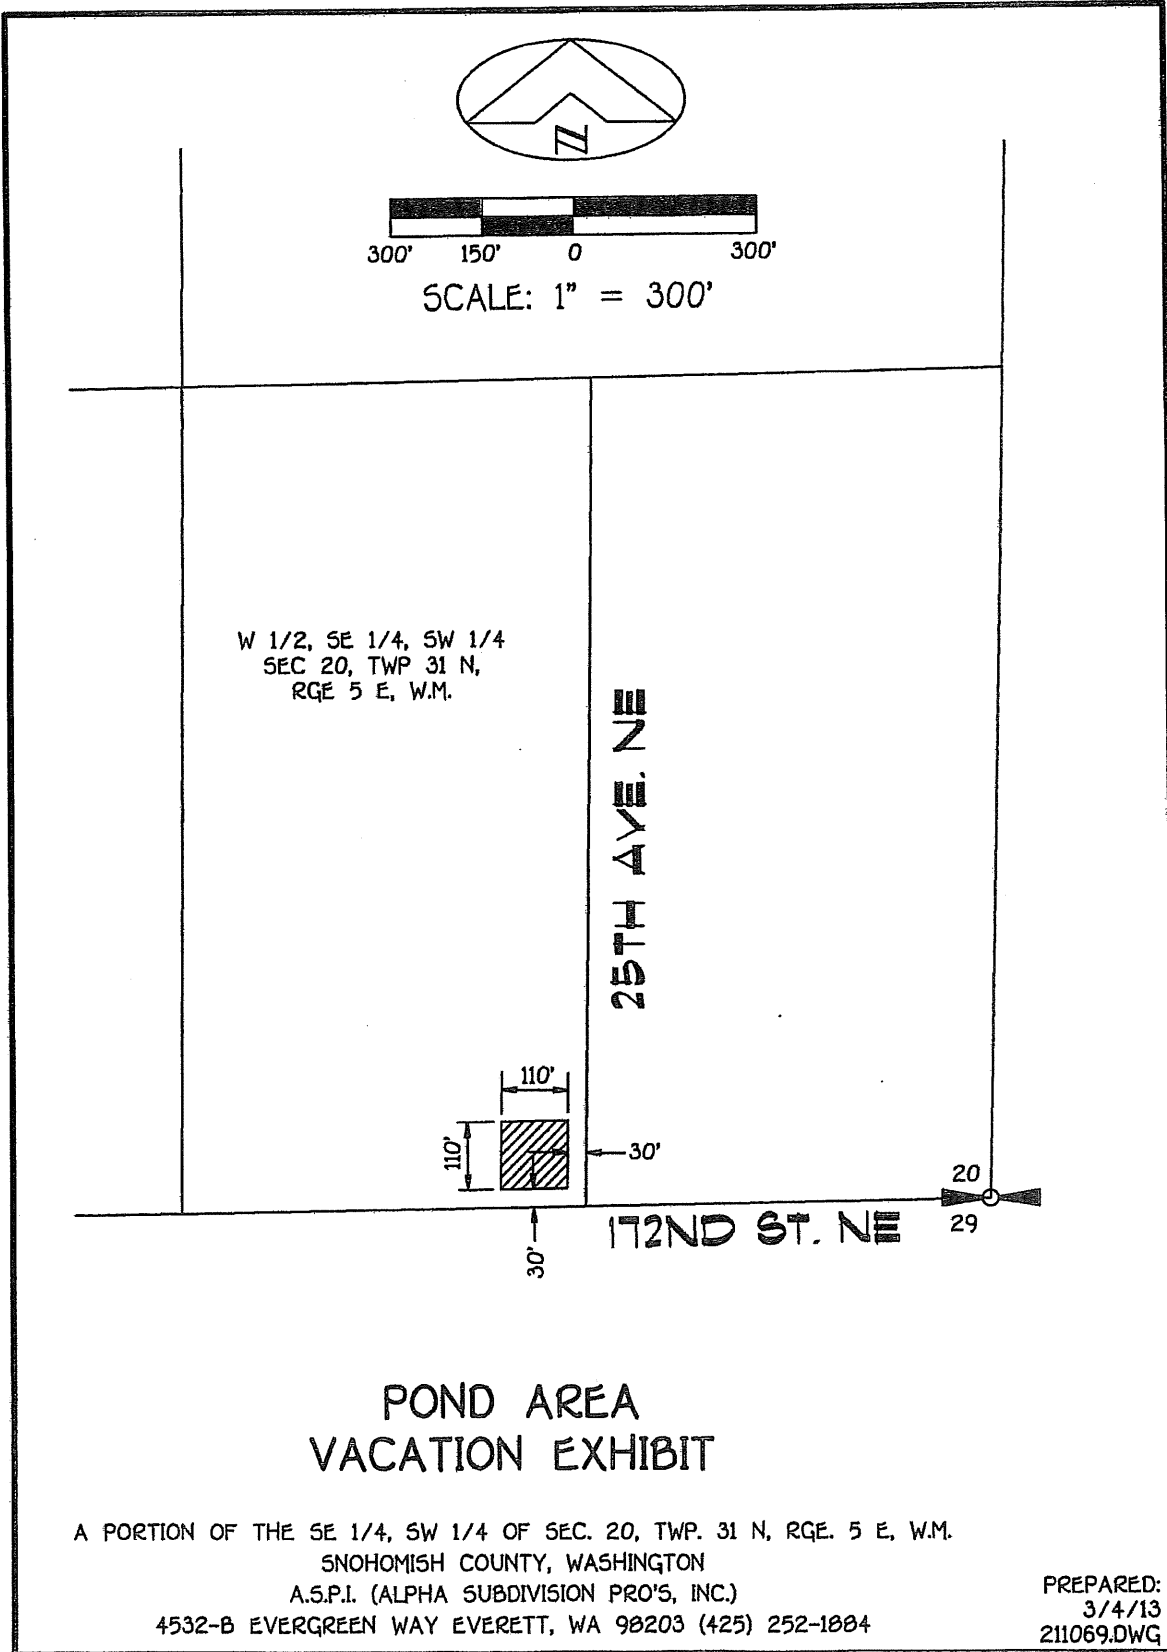 N
300' 150' 0 300'
SCALE: 1" = 300'
W 1/2, SE 1/4, SW 1/4
SEC 20, TWP 31 N,
RGE 5 E, W.M.
25TH AVE. NE
110'
110'
30'
30'
20
29
172ND ST. NE
POND AREA
VACATION EXHIBIT
A PORTION OF THE SE 1/4, SW 1/4 OF SEC. 20, TWP. 31 N, RGE. 5 E, W.M.
SNOHOMISH COUNTY, WASHINGTON
A.S.P.I. (ALPHA SUBDIVISION PRO'S, INC.)
4532-B EVERGREEN WAY EVERETT, WA 98203 (425) 252-1884
PREPARED:
3/4/13
211069.DWG